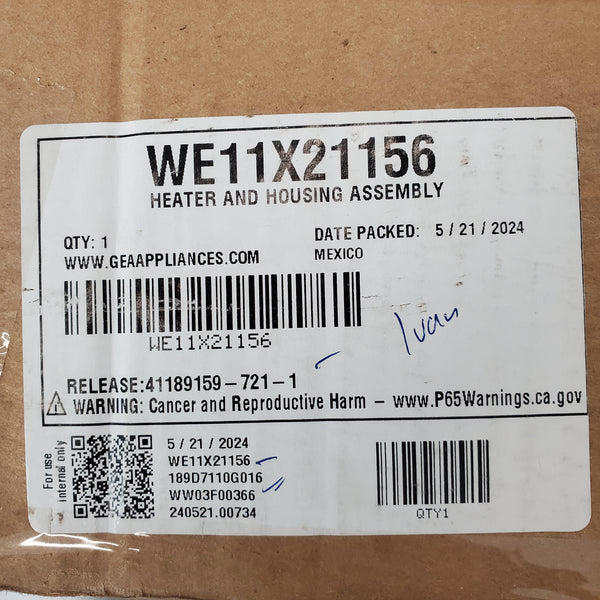 WE11X21156
HEATER AND HOUSING ASSEMBLY
QTY: 1
DATE PACKED: 5 / 21 / 2024
WWW.GEAAPPLIANCES.COM
MEXICO
WE11X21156
Ivan
RELEASE:41189159-721-1
WARNING: Cancer and Reproductive Harm – www.P65Warnings.ca.gov
For use
internal only
5 / 21 / 2024
WE11X21156
189D7110G016
WW03F00366
240521.00734
QTY1